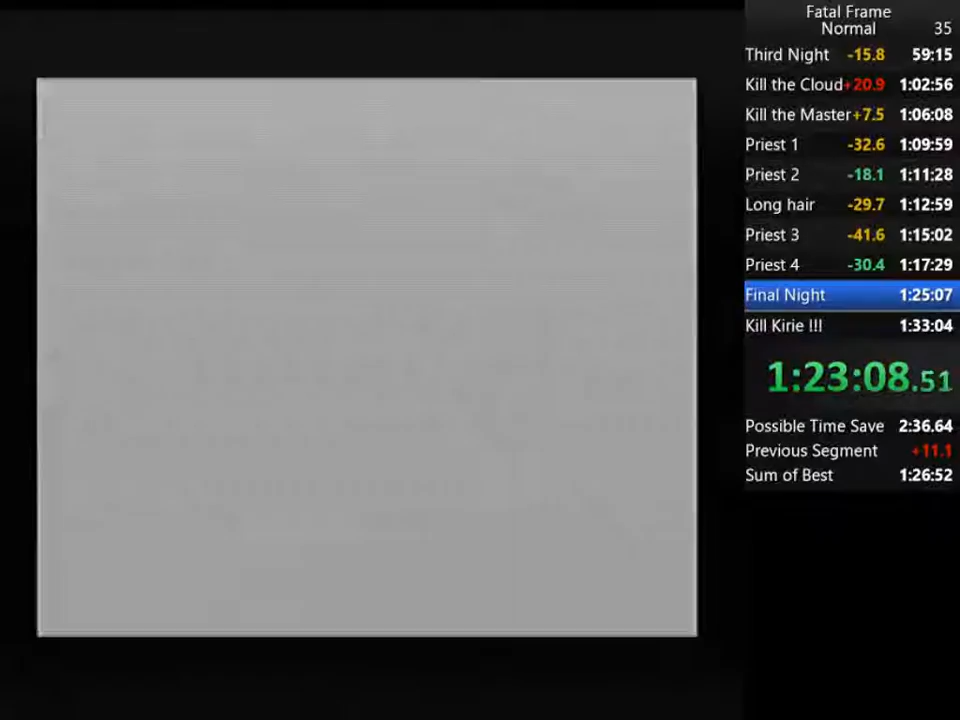 Fatal Frame
Normal 35
Third Night -15.8 59:15
Kill the Cloud +20.9 1:02:56
Kill the Master +7.5 1:06:08
Priest 1 -32.6 1:09:59
Priest 2 -18.1 1:11:28
Long hair -29.7 1:12:59
Priest 3 -41.6 1:15:02
Priest 4 -30.4 1:17:29
Final Night 1:25:07
Kill Kirie !!! 1:33:04
1:23:08.51
Possible Time Save 2:36.64
Previous Segment +11.1
Sum of Best 1:26:52